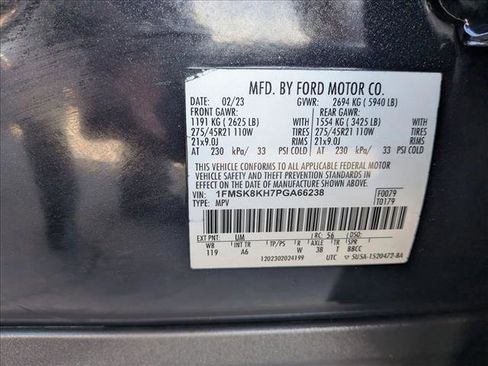 MFD. BY FORD MOTOR CO.
DATE: 02/23 GVWR: 2694 KG ( 5940 LB)
FRONT GAWR: REAR GAWR:
1191 KG ( 2625 LB) WITH 1554 KG ( 3425 LB) WITH
275/45R21 110W TIRES 275/45R21 110W TIRES
21x9.0J RIMS 21x9.0J RIMS
AT 230 kPa/ 33 PSI COLD AT 230 kPa/ 33 PSI COLD
THIS VEHICLE CONFORMS TO ALL APPLICABLE FEDERAL MOTOR
VEHICLE SAFETY AND THEFT PREVENTION STANDARDS IN
EFFECT ON THE DATE OF MANUFACTURE SHOWN ABOVE.
VIN: 1FMSK8KH7PGA66238 F0079
TYPE: MPV T0179
EXT PNT: UM RC: 56 DSO:
WB INT TR TP/PS R AXLE TR SPR
119 A6 W 38 T BBCC
1202302024199 UTC 5U5A-1520472-BA